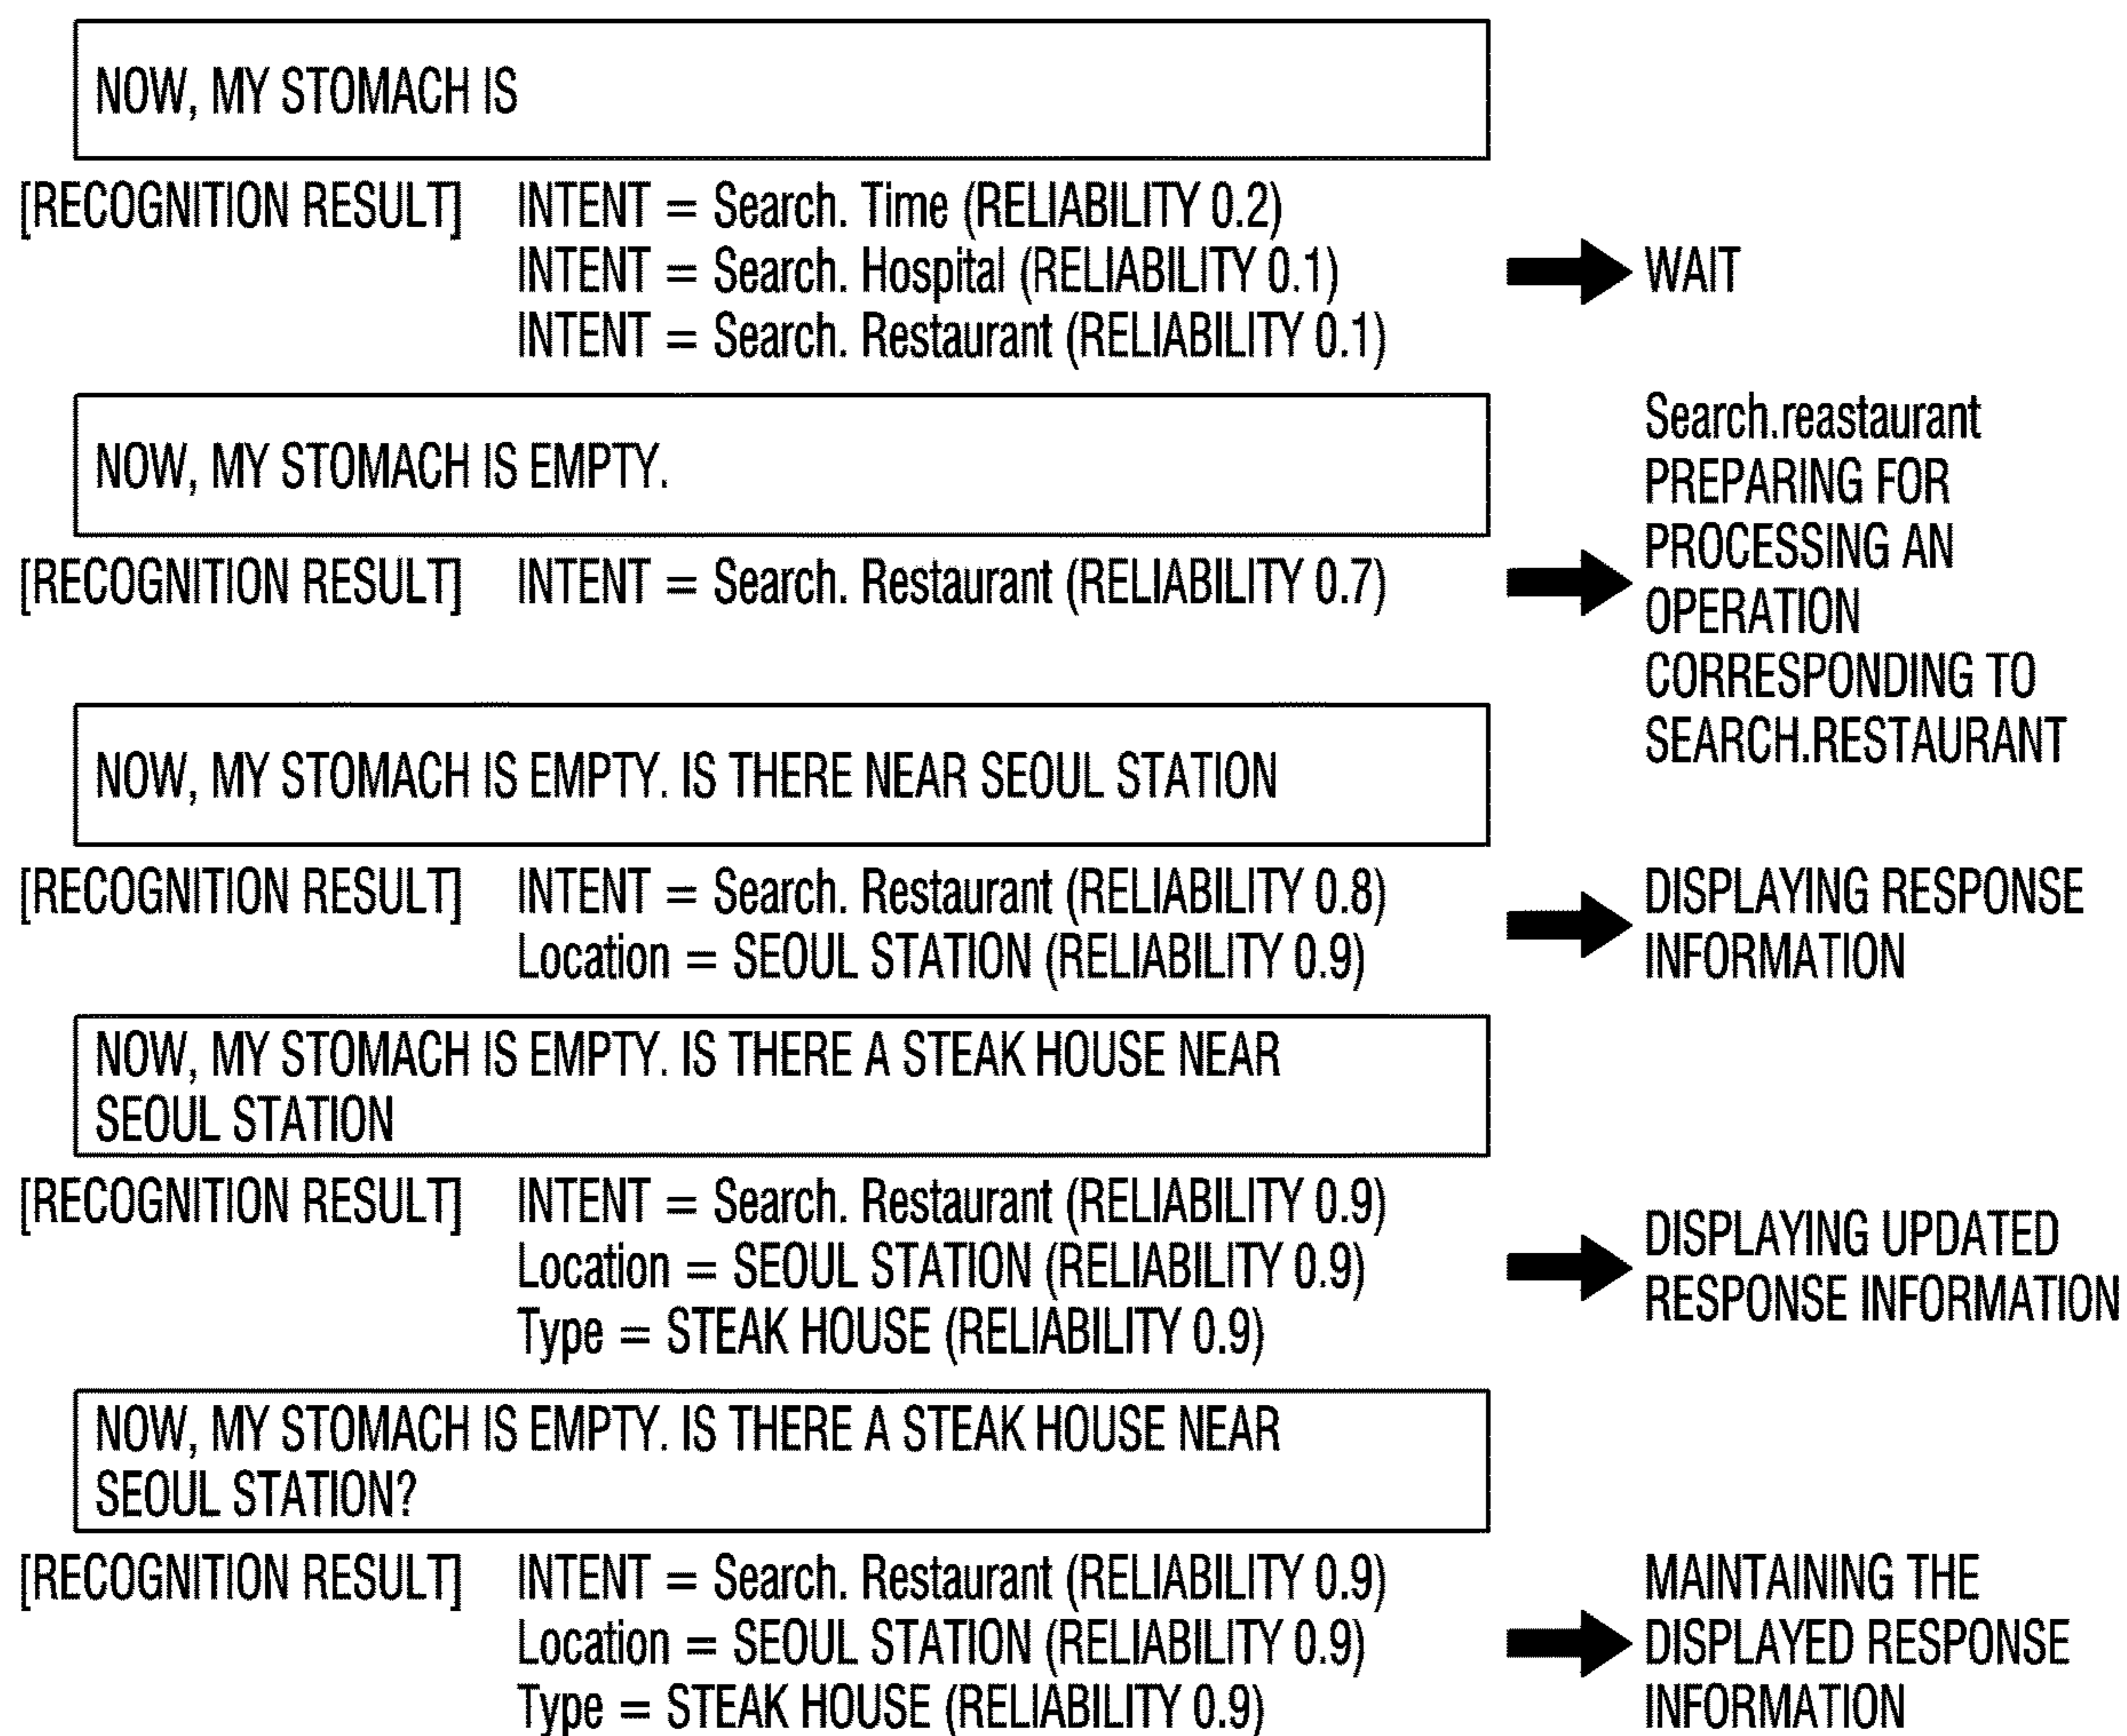 NOW, MY STOMACH IS
[RECOGNITION RESULT] INTENT = Search. Time (RELIABILITY 0.2)
INTENT = Search. Hospital (RELIABILITY 0.1)
INTENT = Search. Restaurant (RELIABILITY 0.1)
WAIT
NOW, MY STOMACH IS EMPTY.
[RECOGNITION RESULT] INTENT = Search. Restaurant (RELIABILITY 0.7)
Search.reastaurant
PREPARING FOR
PROCESSING AN
OPERATION
CORRESPONDING TO
SEARCH.RESTAURANT
NOW, MY STOMACH IS EMPTY. IS THERE NEAR SEOUL STATION
[RECOGNITION RESULT] INTENT = Search. Restaurant (RELIABILITY 0.8)
Location = SEOUL STATION (RELIABILITY 0.9)
DISPLAYING RESPONSE
INFORMATION
NOW, MY STOMACH IS EMPTY. IS THERE A STEAK HOUSE NEAR
SEOUL STATION
[RECOGNITION RESULT] INTENT = Search. Restaurant (RELIABILITY 0.9)
Location = SEOUL STATION (RELIABILITY 0.9)
Type = STEAK HOUSE (RELIABILITY 0.9)
DISPLAYING UPDATED
RESPONSE INFORMATION
NOW, MY STOMACH IS EMPTY. IS THERE A STEAK HOUSE NEAR
SEOUL STATION?
[RECOGNITION RESULT] INTENT = Search. Restaurant (RELIABILITY 0.9)
Location = SEOUL STATION (RELIABILITY 0.9)
Type = STEAK HOUSE (RELIABILITY 0.9)
MAINTAINING THE
DISPLAYED RESPONSE
INFORMATION